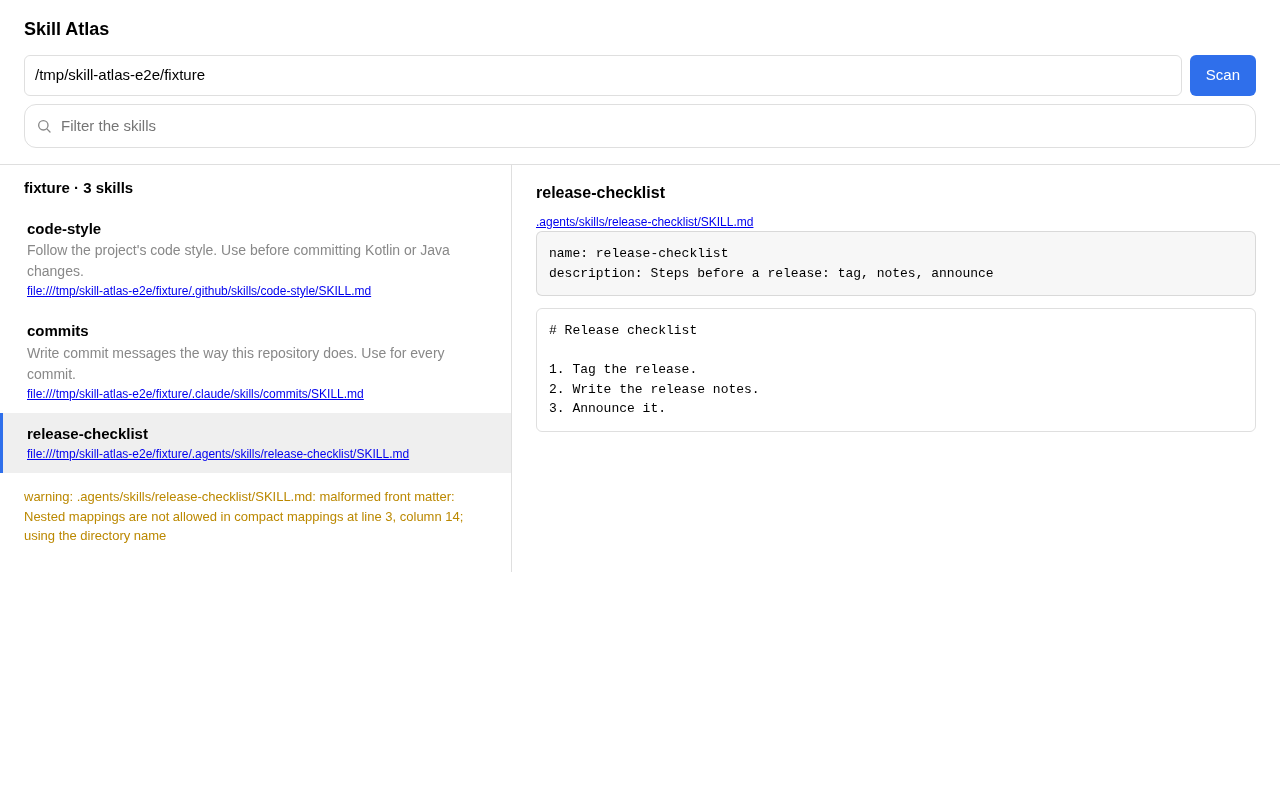 Skill Atlas
/tmp/skill-atlas-e2e/fixture
Scan
Filter the skills
fixture · 3 skills
code-style
Follow the project's code style. Use before committing Kotlin or Java
changes.
file:///tmp/skill-atlas-e2e/fixture/.github/skills/code-style/SKILL.md
commits
Write commit messages the way this repository does. Use for every
commit.
file:///tmp/skill-atlas-e2e/fixture/.claude/skills/commits/SKILL.md
release-checklist
file:///tmp/skill-atlas-e2e/fixture/.agents/skills/release-checklist/SKILL.md
warning: .agents/skills/release-checklist/SKILL.md: malformed front matter:
Nested mappings are not allowed in compact mappings at line 3, column 14;
using the directory name
release-checklist
.agents/skills/release-checklist/SKILL.md
name: release-checklist
description: Steps before a release: tag, notes, announce
# Release checklist
1. Tag the release.
2. Write the release notes.
3. Announce it.